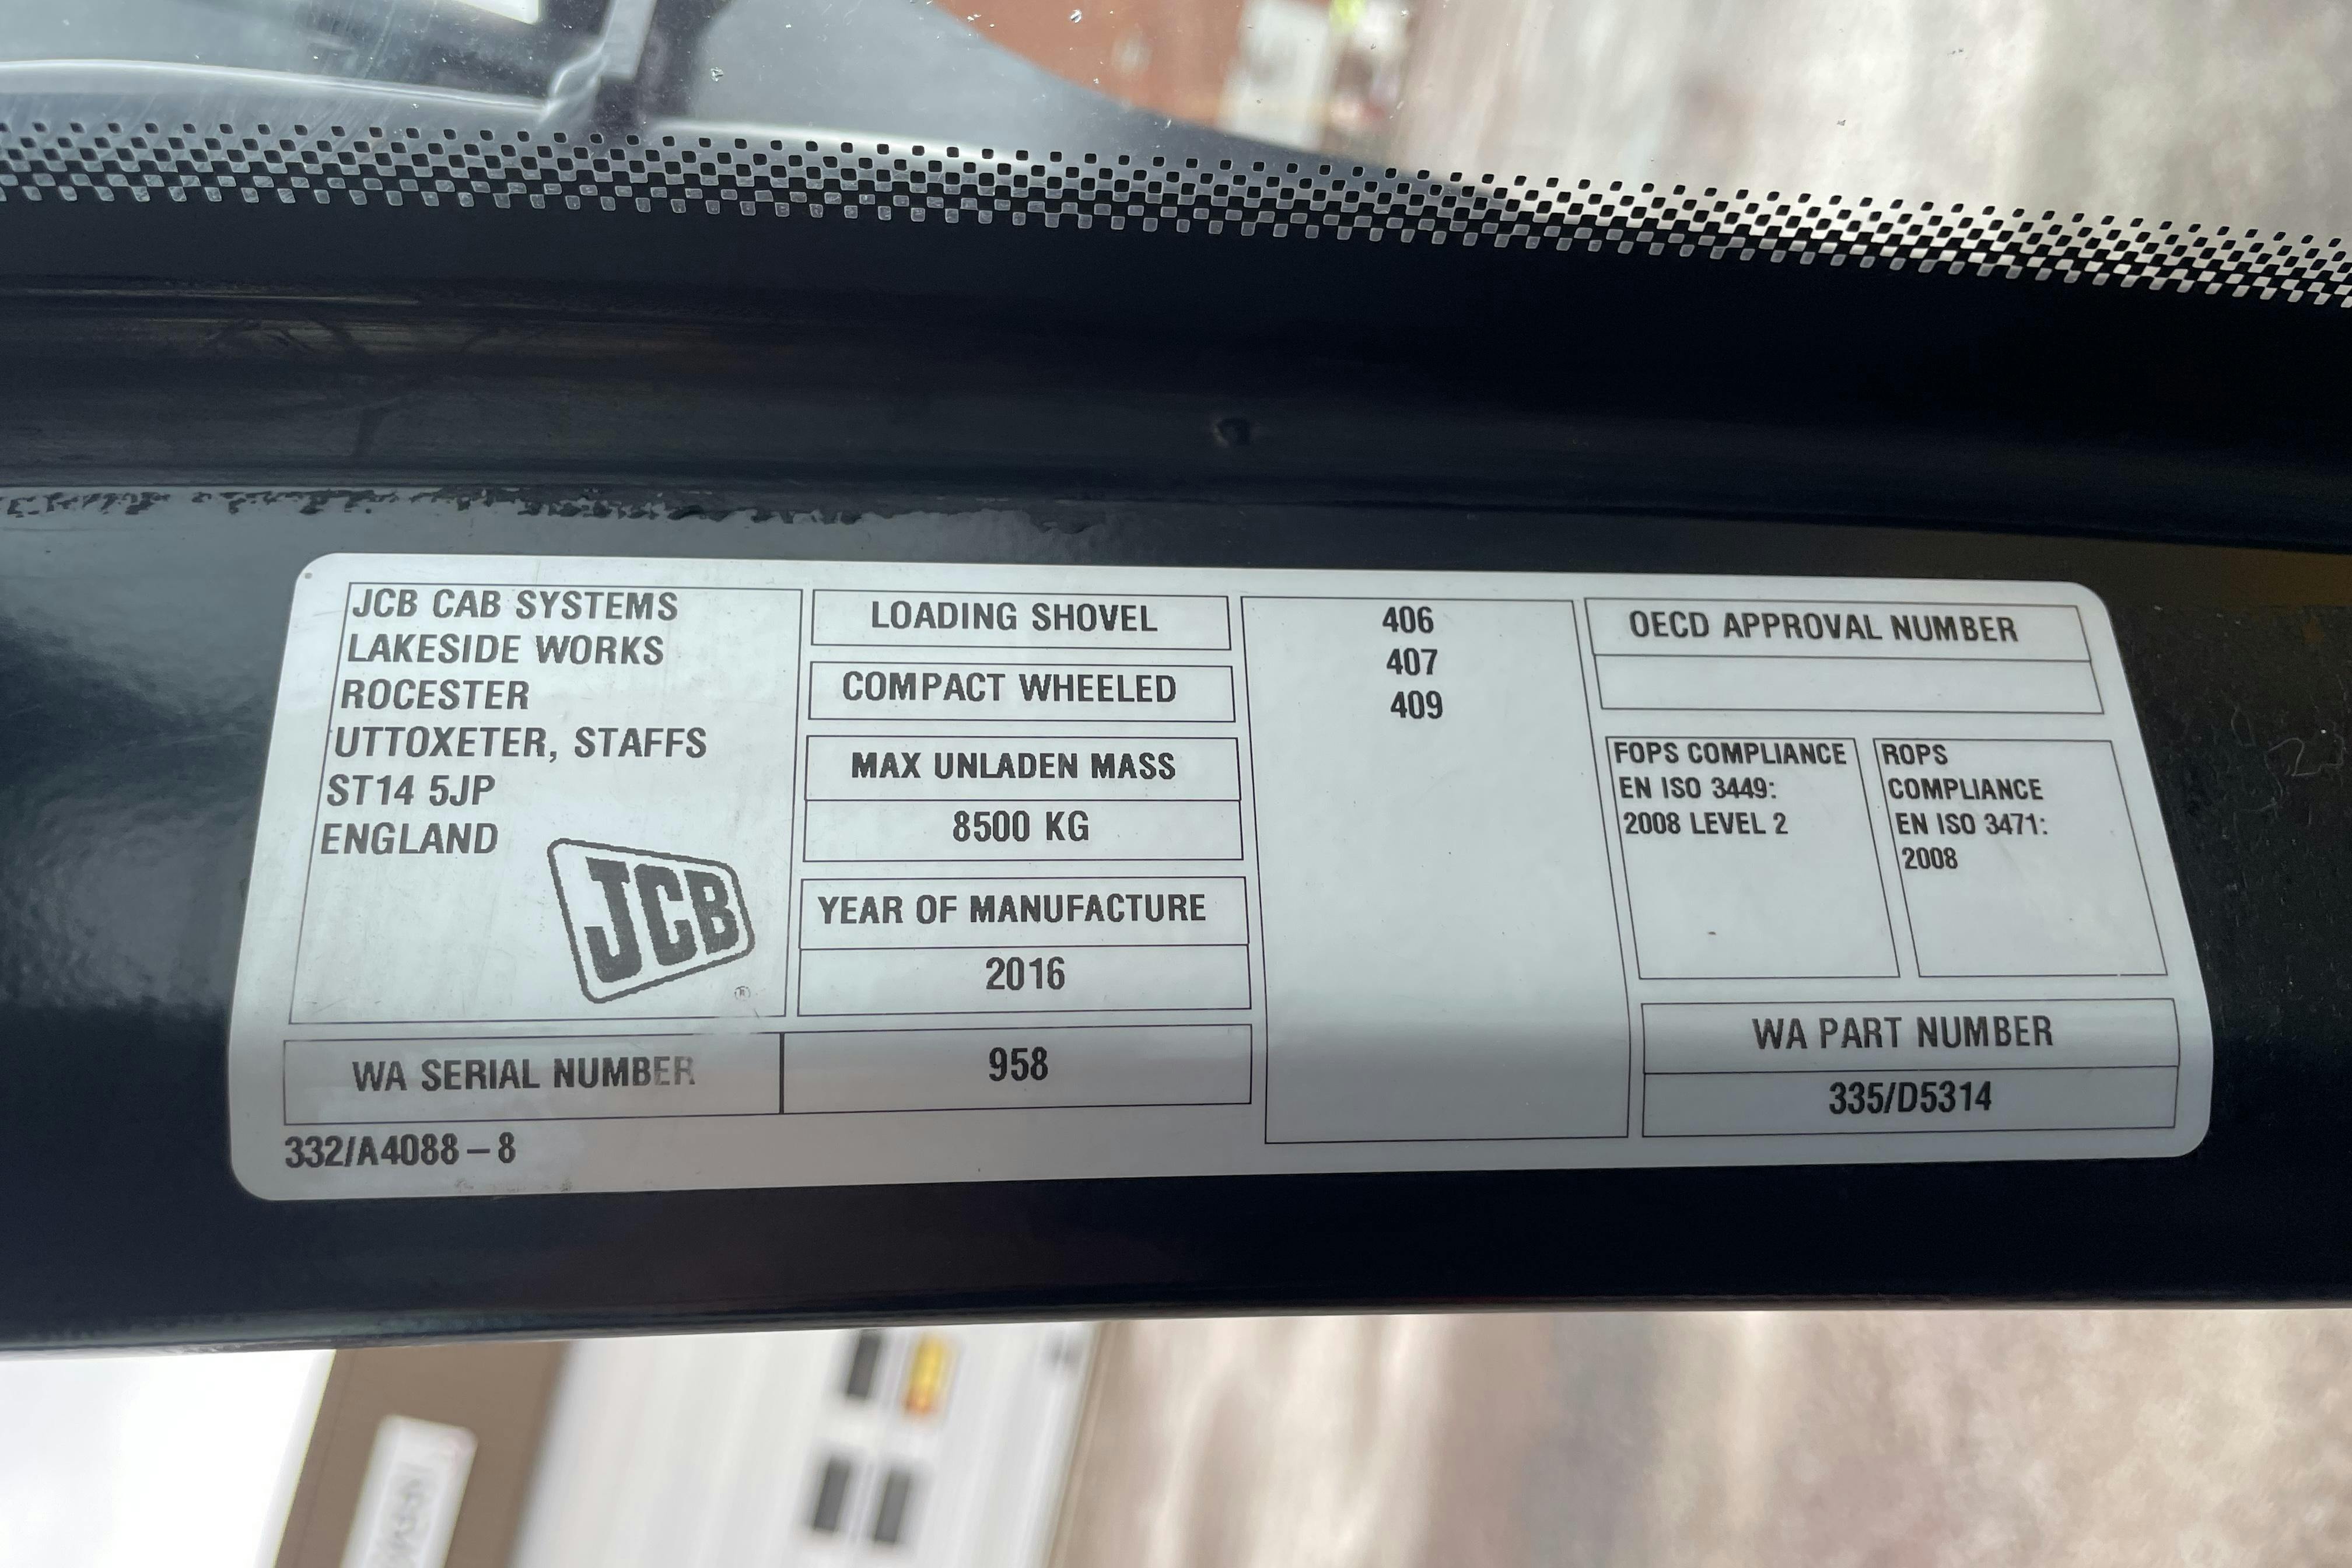 JCB CAB SYSTEMS
LAKESIDE WORKS
ROCESTER
UTTOXETER, STAFFS
ST14 5JP
ENGLAND
JCB
®
LOADING SHOVEL
COMPACT WHEELED
MAX UNLADEN MASS
8500 KG
YEAR OF MANUFACTURE
2016
WA SERIAL NUMBER
958
332/A4088–8
406
407
409
OECD APPROVAL NUMBER
FOPS COMPLIANCE
EN ISO 3449:
2008 LEVEL 2
ROPS
COMPLIANCE
EN ISO 3471:
2008
WA PART NUMBER
335/D5314